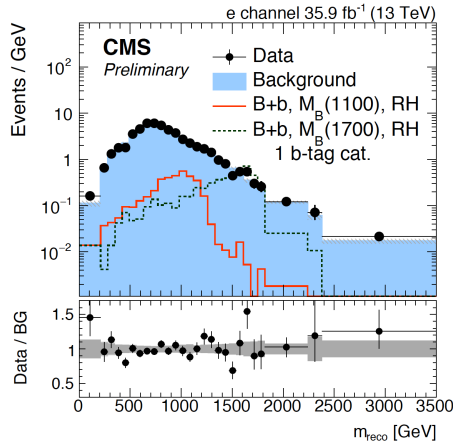 e channel 35.9 fb⁻¹ (13 TeV)
CMS
Preliminary
Data
Background
B+b, M_B(1100), RH
B+b, M_B(1700), RH
1 b-tag cat.
Events / GeV
10²
10
1
10⁻¹
10⁻²
Data / BG
1.5
1
0 500 1000 1500 2000 2500 3000 3500
m_reco [GeV]